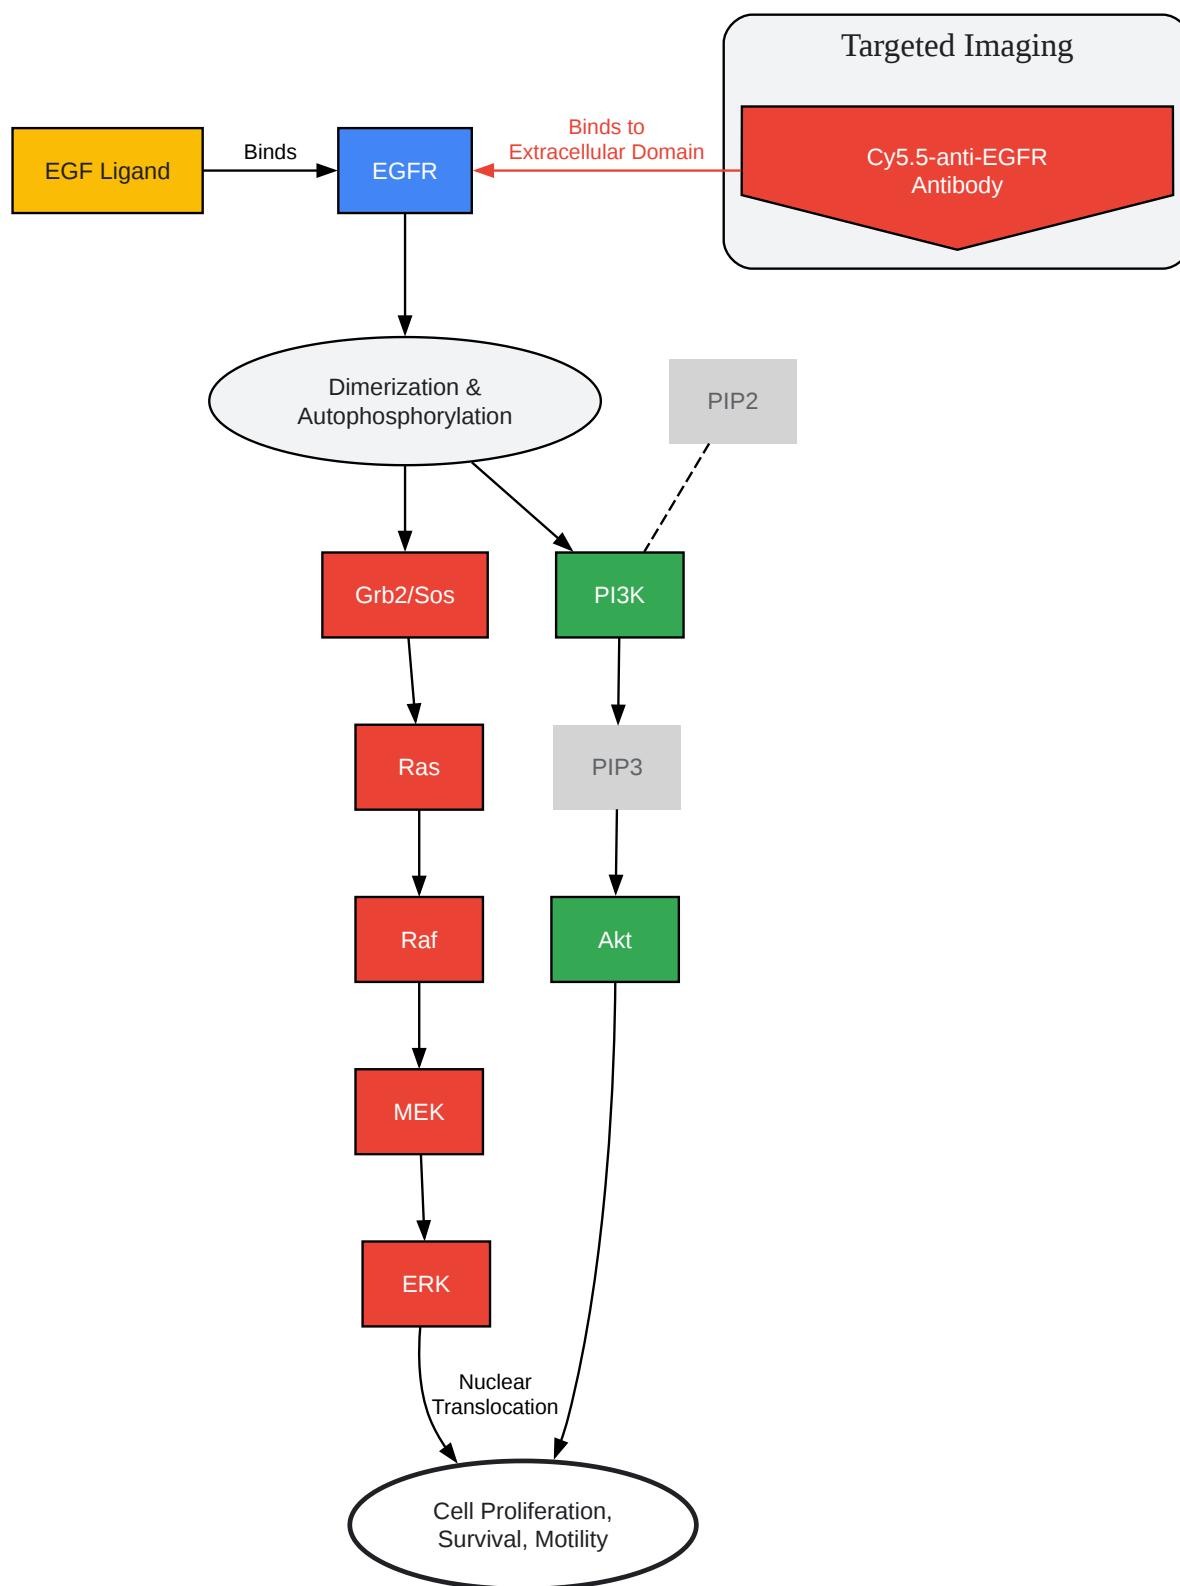 Targeted Imaging
EGF Ligand
Binds
EGFR
Binds to
Extracellular Domain
Cy5.5-anti-EGFR
Antibody
Dimerization &
Autophosphorylation
PIP2
Grb2/Sos
PI3K
Ras
PIP3
Raf
Akt
MEK
ERK
Nuclear
Translocation
Cell Proliferation,
Survival, Motility